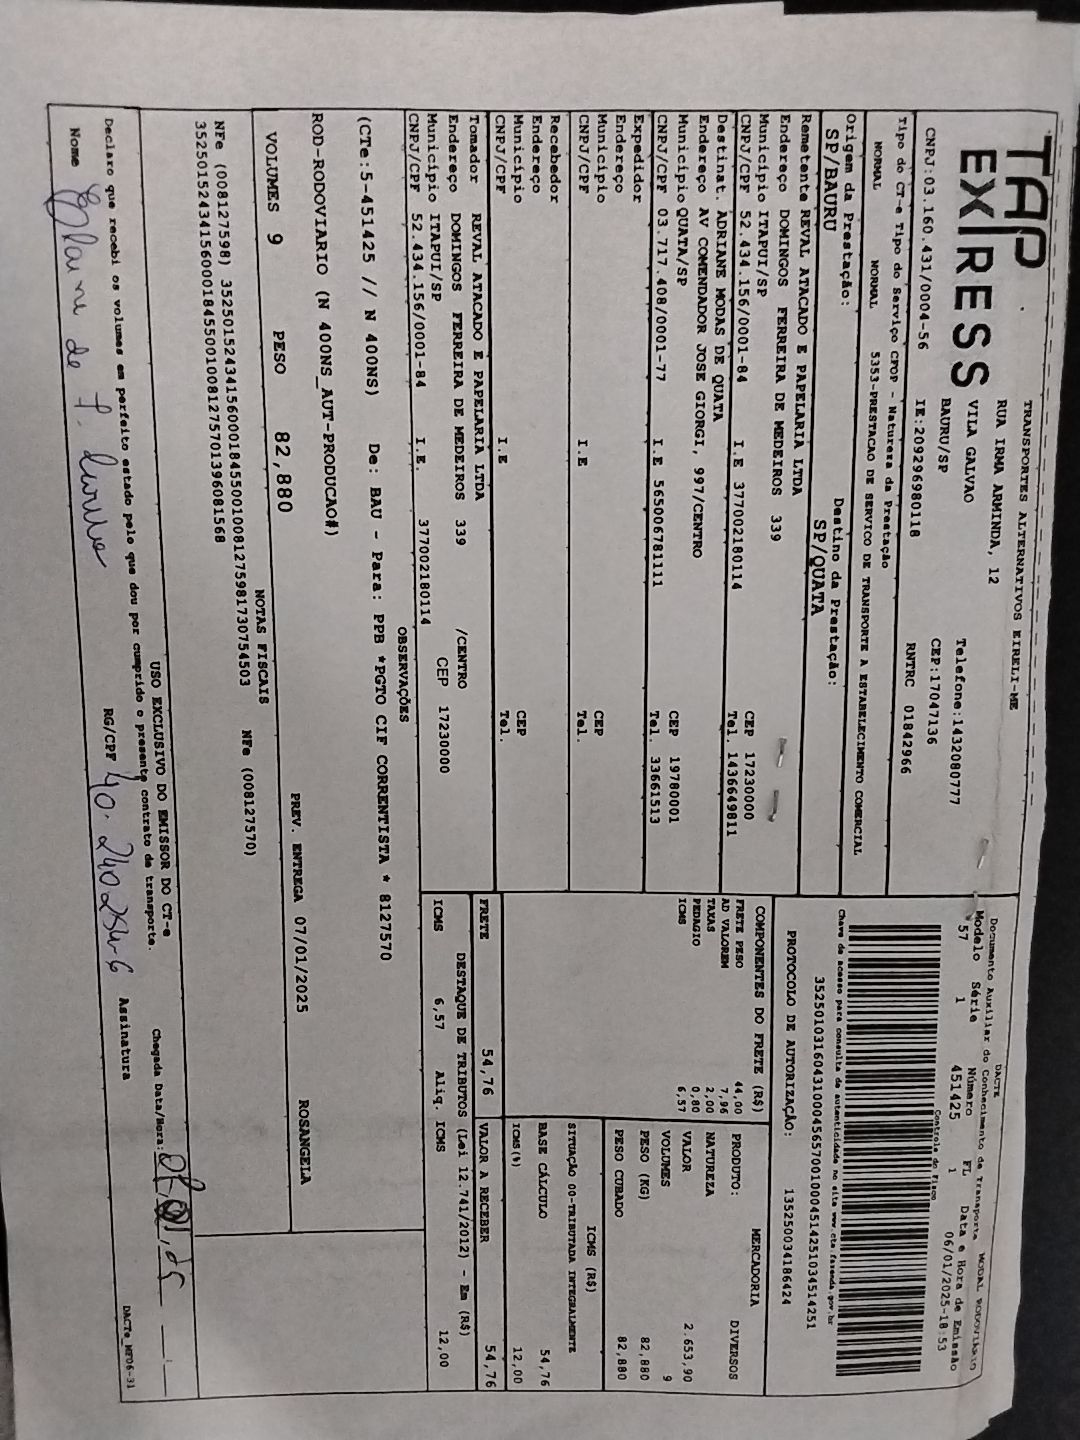 TAP
EXPRESS
TRANSPORTES ALTERNATIVOS EIRELI-ME
RUA IRMA ARMINDA, 12
VILA GALVAO
BAURU/SP
Telefone:1432080777
CEP:17047136
CNPJ:03.160.431/0004-56 IE:209296980118 RNTRC 01842966
DACTE MODAL RODOVIÁRIO
Documento Auxiliar do Conhecimento de Transporte
Modelo Série Número FL Data e Hora de Emissão
57 1 451425 1 06/01/2025-18:53
Controle do Fisco
Chave de acesso para consulta de autenticidade no site www.cte.fazenda.gov.br
35250103160431000456570010004514251034514251
PROTOCOLO DE AUTORIZAÇÃO: 135250034186424
Tipo do CT-e Tipo do Serviço CFOP - Natureza da Prestação
NORMAL NORMAL 5353-PRESTACAO DE SERVICO DE TRANSPORTE A ESTABELECIMENTO COMERCIAL
Origem da Prestação: Destino da Prestação:
SP/BAURU SP/QUATA
Remetente REVAL ATACADO E PAPELARIA LTDA
Endereço DOMINGOS FERREIRA DE MEDEIROS 339
Município ITAPUI/SP CEP 17230000
CNPJ/CPF 52.434.156/0001-84 I.E 377002180114 Tel. 1436649811
Destinat. ADRIANE MODAS DE QUATA
Endereço AV COMENDADOR JOSE GIORGI, 997/CENTRO
Município QUATA/SP CEP 19780001
CNPJ/CPF 03.717.408/0001-77 I.E 565006781111 Tel. 33661513
Expedidor
Endereço
Município CEP
CNPJ/CPF I.E Tel.
Recebedor
Endereço
Município CEP
CNPJ/CPF I.E Tel.
Tomador REVAL ATACADO E PAPELARIA LTDA
Endereço DOMINGOS FERREIRA DE MEDEIROS 339 /CENTRO
Município ITAPUI/SP CEP 17230000
CNPJ/CPF 52.434.156/0001-84 I.E. 377002180114
COMPONENTES DO FRETE (R$)
FRETE PESO 44,00
AD VALOREM 7,96
TAXAS 2,00
PEDAGIO 0,80
ICMS 6,57
MERCADORIA
PRODUTO: DIVERSOS
NATUREZA
VALOR 2.653,90
VOLUMES 9
PESO (KG) 82,880
PESO CUBADO 82,880
ICMS (R$)
SITUAÇÃO 00-TRIBUTADA INTEGRALMENTE
BASE CÁLCULO 54,76
ICMS(%) 12,00
FRETE 54,76 VALOR A RECEBER 54,76
DESTAQUE DE TRIBUTOS (Lei 12.741/2012) - Em (R$)
ICMS 6,57 Aliq. ICMS 12,00
OBSERVAÇÕES
(CTe:5-451425 // N 400NS) De: BAU - Para: PPB *PGTO CIF CORRENTISTA * 8127570
ROD-RODOVIARIO (N 400NS_AUT-PRODUCAO#)
VOLUMES 9 PESO 82,880 PREV. ENTREGA 07/01/2025 ROSANGELA
NOTAS FISCAIS
NFe (008127598) 35250152434156000184550010081275981730754503 NFe (008127570)
35250152434156000184550010081275701396081568
USO EXCLUSIVO DO EMISSOR DO CT-e
Declaro que recebi os volumes em perfeito estado pelo que dou por cumprido o presente contrato de transporte. Chegada Data/Hora:
Nome RG/CPF 40.240.254-6 Assinatura
DACTe_MF06-31